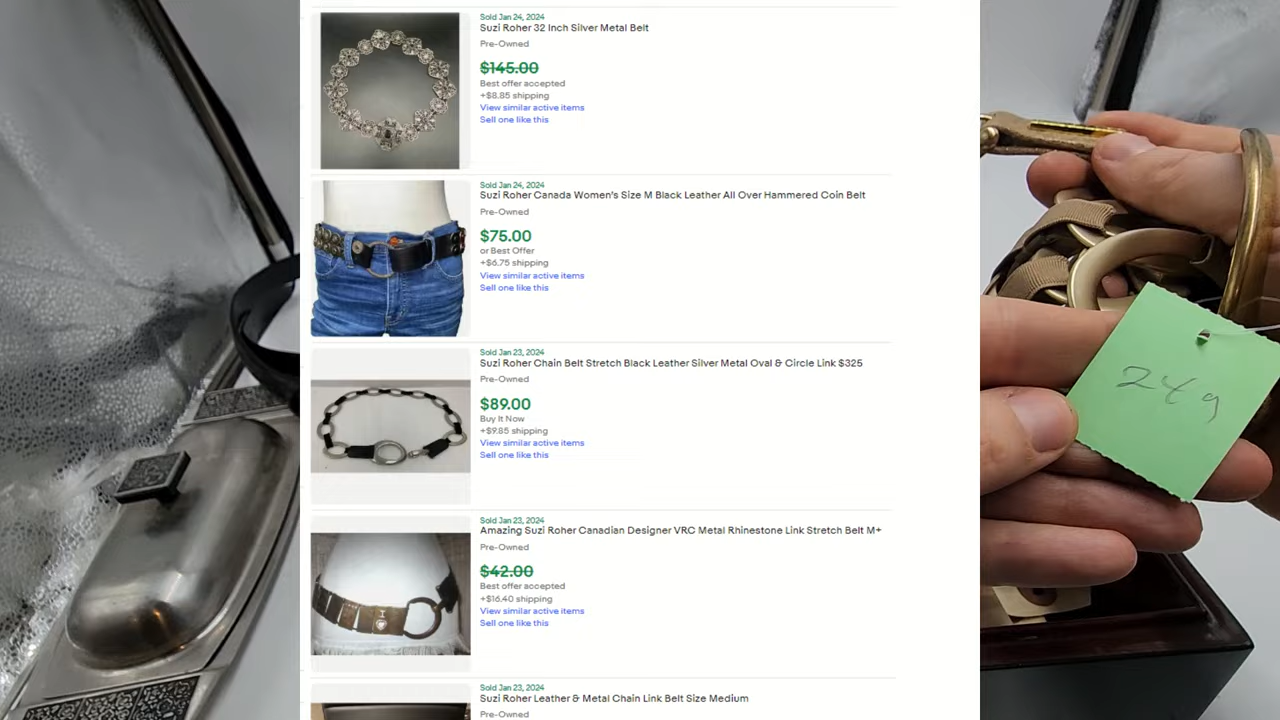 Sold Jan 24, 2024
Suzi Roher 32 Inch Silver Metal Belt
Pre-Owned
$145.00
Best offer accepted
+$8.85 shipping
View similar active items
Sell one like this
Sold Jan 24, 2024
Suzi Roher Canada Women's Size M Black Leather All Over Hammered Coin Belt
Pre-Owned
$75.00
or Best Offer
+$6.75 shipping
View similar active items
Sell one like this
Sold Jan 23, 2024
Suzi Roher Chain Belt Stretch Black Leather Silver Metal Oval & Circle Link $325
Pre-Owned
$89.00
Buy It Now
+$9.85 shipping
View similar active items
Sell one like this
Sold Jan 23, 2024
Amazing Suzi Roher Canadian Designer VRC Metal Rhinestone Link Stretch Belt M+
Pre-Owned
$42.00
Best offer accepted
+$16.40 shipping
View similar active items
Sell one like this
Sold Jan 23, 2024
Suzi Roher Leather & Metal Chain Link Belt Size Medium
Pre-Owned
249